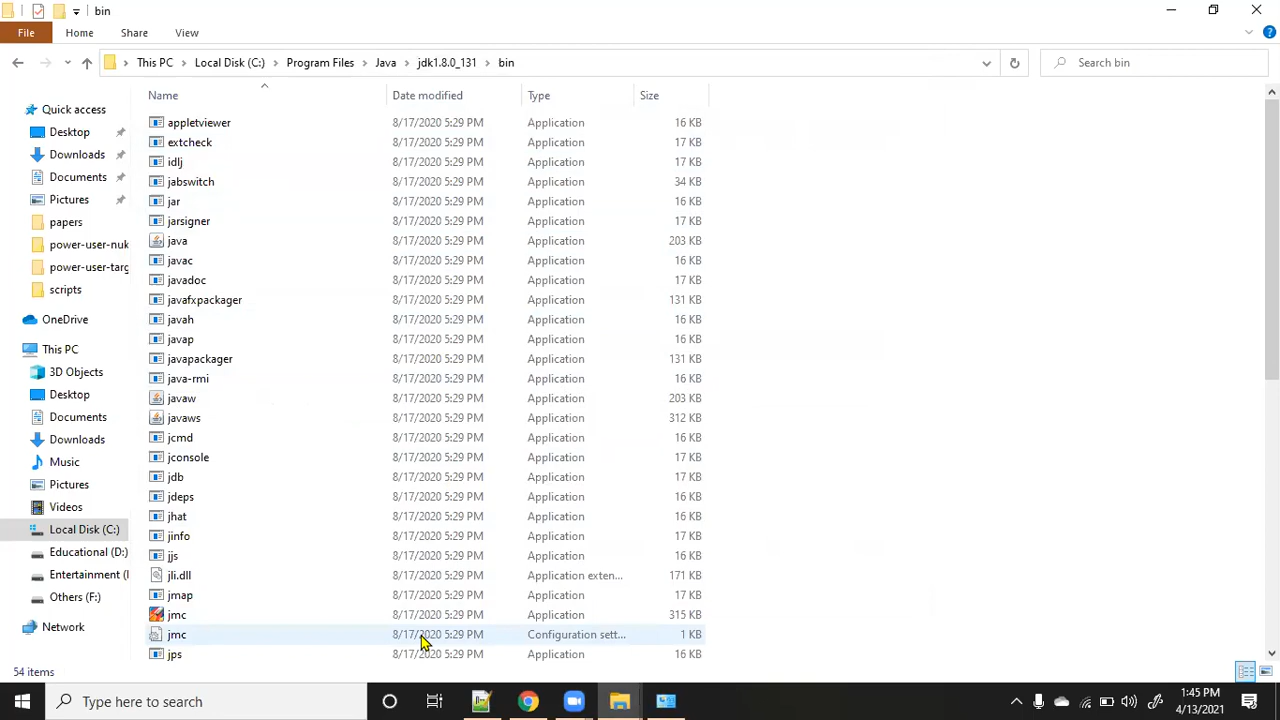 bin
File Home Share View
This PC Local Disk (C:) Program Files Java jdk1.8.0_131 bin Search bin
Name Date modified Type Size
Quick access
Desktop
Downloads
Documents
Pictures
papers
power-user-nuk
power-user-targ
scripts
OneDrive
This PC
3D Objects
Desktop
Documents
Downloads
Music
Pictures
Videos
Local Disk (C:)
Educational (D:)
Entertainment (
Others (F:)
Network
appletviewer 8/17/2020 5:29 PM Application 16 KB
extcheck 8/17/2020 5:29 PM Application 17 KB
idlj 8/17/2020 5:29 PM Application 17 KB
jabswitch 8/17/2020 5:29 PM Application 34 KB
jar 8/17/2020 5:29 PM Application 16 KB
jarsigner 8/17/2020 5:29 PM Application 17 KB
java 8/17/2020 5:29 PM Application 203 KB
javac 8/17/2020 5:29 PM Application 16 KB
javadoc 8/17/2020 5:29 PM Application 17 KB
javafxpackager 8/17/2020 5:29 PM Application 131 KB
javah 8/17/2020 5:29 PM Application 16 KB
javap 8/17/2020 5:29 PM Application 16 KB
javapackager 8/17/2020 5:29 PM Application 131 KB
java-rmi 8/17/2020 5:29 PM Application 16 KB
javaw 8/17/2020 5:29 PM Application 203 KB
javaws 8/17/2020 5:29 PM Application 312 KB
jcmd 8/17/2020 5:29 PM Application 16 KB
jconsole 8/17/2020 5:29 PM Application 17 KB
jdb 8/17/2020 5:29 PM Application 17 KB
jdeps 8/17/2020 5:29 PM Application 16 KB
jhat 8/17/2020 5:29 PM Application 16 KB
jinfo 8/17/2020 5:29 PM Application 17 KB
jjs 8/17/2020 5:29 PM Application 16 KB
jli.dll 8/17/2020 5:29 PM Application exten... 171 KB
jmap 8/17/2020 5:29 PM Application 17 KB
jmc 8/17/2020 5:29 PM Application 315 KB
jmc 8/17/2020 5:29 PM Configuration sett... 1 KB
jps 8/17/2020 5:29 PM Application 16 KB
54 items
Type here to search
1:45 PM
4/13/2021